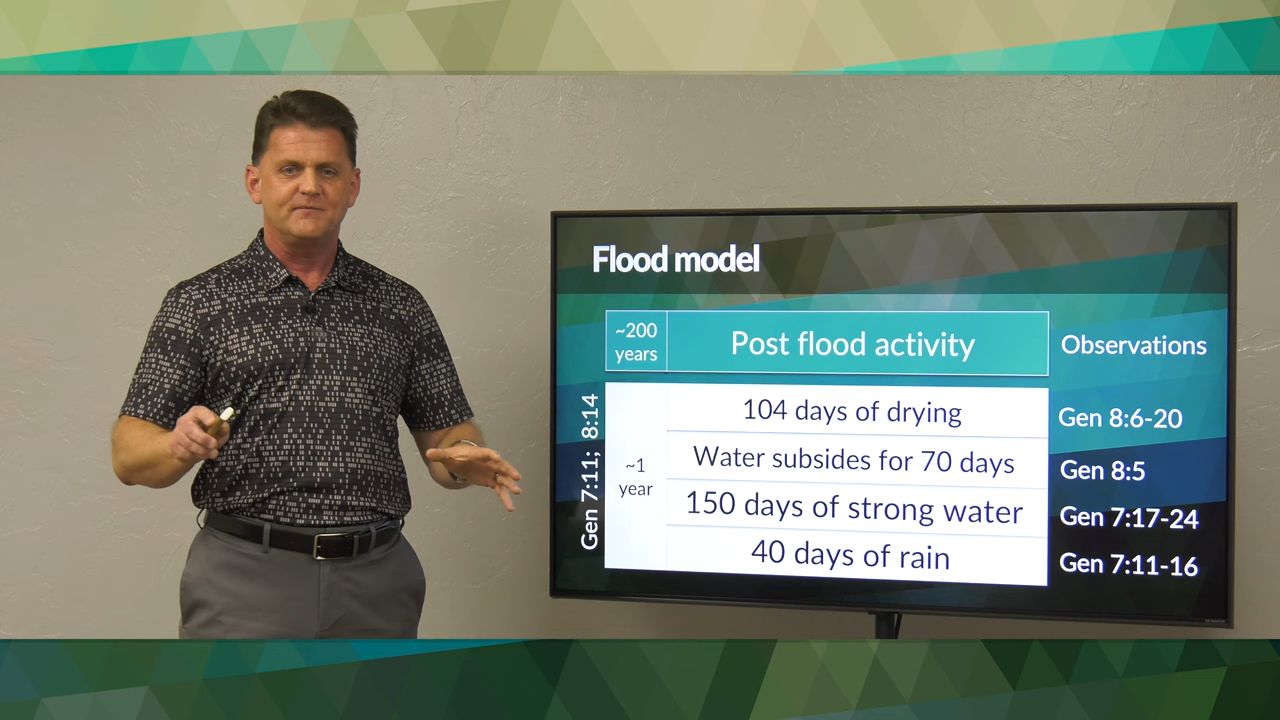 Flood model
~200
years
Post flood activity
Observations
Gen 7:11; 8:14
~1
year
104 days of drying
Gen 8:6-20
Water subsides for 70 days
Gen 8:5
150 days of strong water
Gen 7:17-24
40 days of rain
Gen 7:11-16